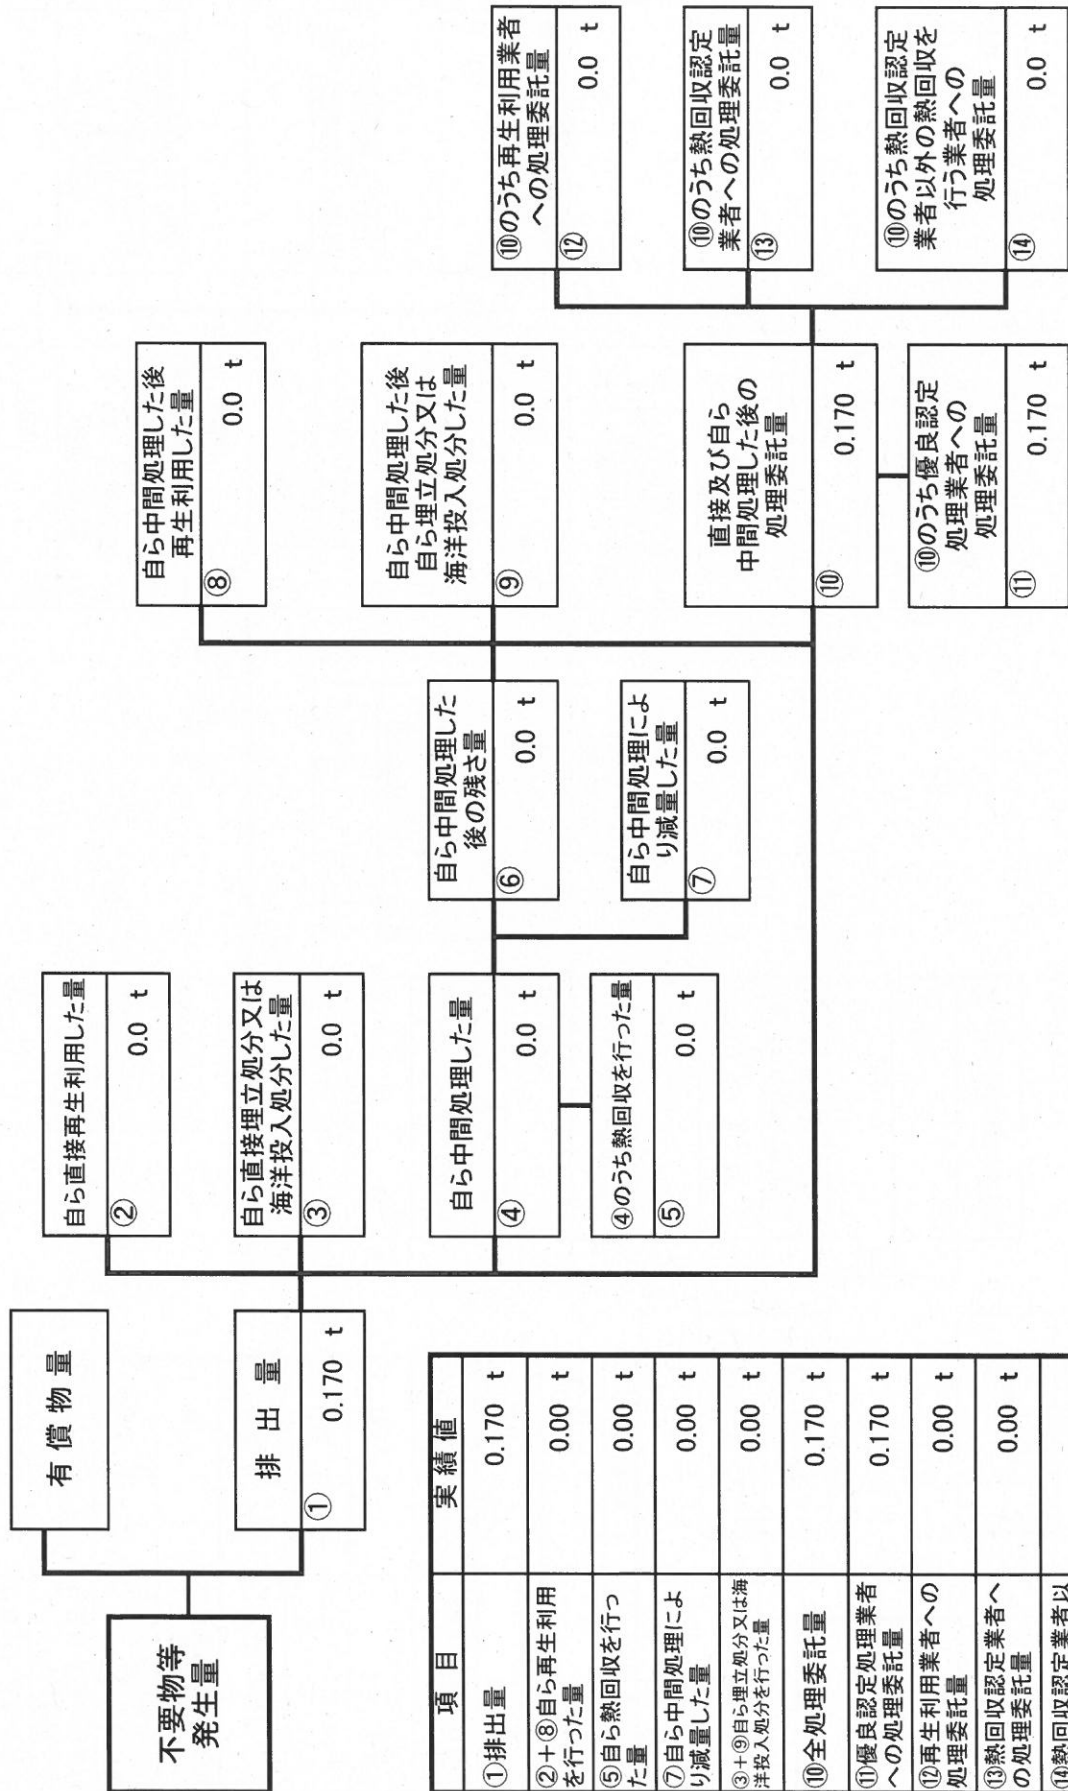 不要物等
発生量
有償物量
排出量
①
0.170 t
自ら直接再生利用した量
②
0.0 t
自ら直接埋立処分又は
海洋投入処分した量
③
0.0 t
自ら中間処理した量
④
0.0 t
④のうち熱回収を行った量
⑤
0.0 t
自ら中間処理した
後の残さ量
⑥
0.0 t
自ら中間処理によ
り減量した量
⑦
0.0 t
自ら中間処理した後
再生利用した量
⑧
0.0 t
自ら中間処理した後
自ら埋立処分又は
海洋投入処分した量
⑨
0.0 t
直接及び自ら
中間処理した後の
処理委託量
⑩
0.170 t
⑩のうち優良認定
処理業者への
処理委託量
⑪
0.170 t
⑩のうち再生利用業者
への処理委託量
⑫
0.0 t
⑩のうち熱回収認定
業者への処理委託量
⑬
0.0 t
⑩のうち熱回収認定
業者以外の熱回収を
行う業者への
処理委託量
⑭
0.0 t
項目 実績値
①排出量 0.170 t
②+⑧自ら再生利用
を行った量 0.00 t
⑤自ら熱回収を行っ
た量 0.00 t
⑦自ら中間処理によ
り減量した量 0.00 t
③+⑨自ら埋立処分又は海
洋投入処分を行った量 0.00 t
⑩全処理委託量 0.170 t
⑪優良認定処理業者
への処理委託量 0.170 t
⑫再生利用業者への
処理委託量 0.00 t
⑬熱回収認定業者へ
の処理委託量 0.00 t
⑭熱回収認定業者以